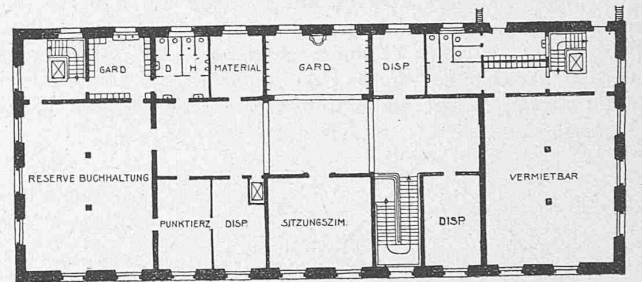 GARD
D
H
MATERIAL
GARD
DISP
RESERVE BUCHHALTUNG
VERMIETBAR
PUNKTIERZ
DISP.
SITZUNGSZIM.
DISP.